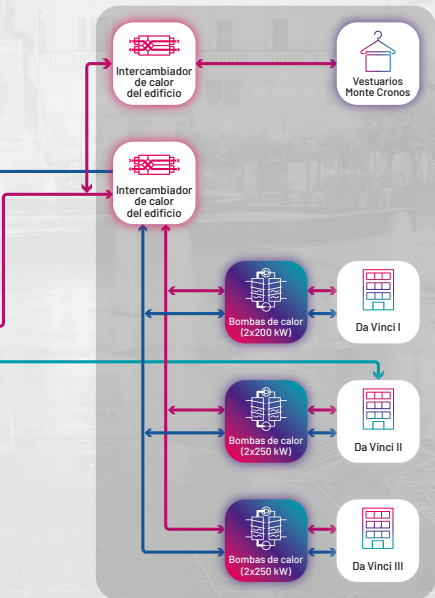 Intercambiador
de calor
del edificio
Vestuarios
Monte Cronos
Intercambiador
de calor
del edificio
Bombas de calor
(2x200 kW)
Da Vinci I
Bombas de calor
(2x250 kW)
Da Vinci II
Bombas de calor
(2x250 kW)
Da Vinci III